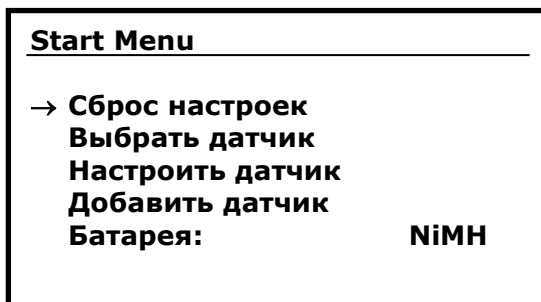 Start Menu
→ Сброс настроек
Выбрать датчик
Настроить датчик
Добавить датчик
Батарея: NiMH